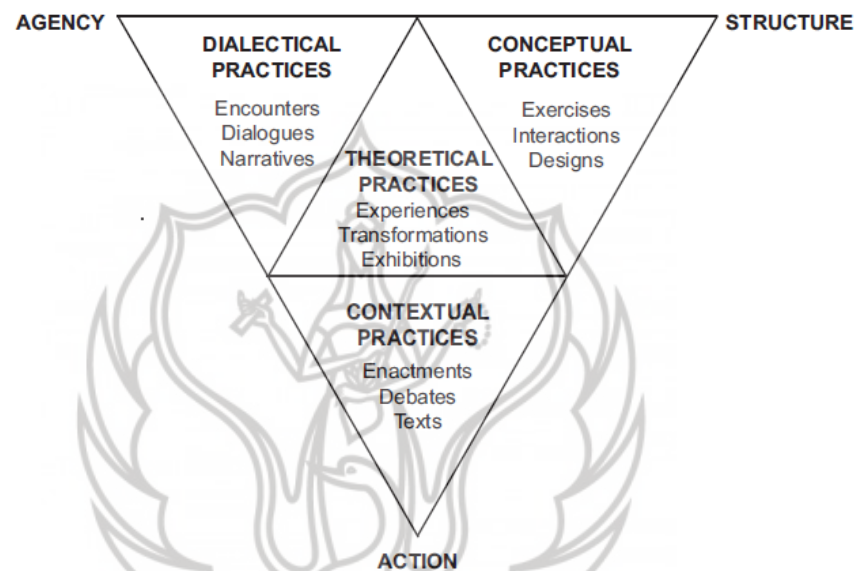 AGENCY
STRUCTURE
DIALECTICAL
PRACTICES
Encounters
Dialogues
Narratives
CONCEPTUAL
PRACTICES
Exercises
Interactions
Designs
THEORETICAL
PRACTICES
Experiences
Transformations
Exhibitions
CONTEXTUAL
PRACTICES
Enactments
Debates
Texts
ACTION